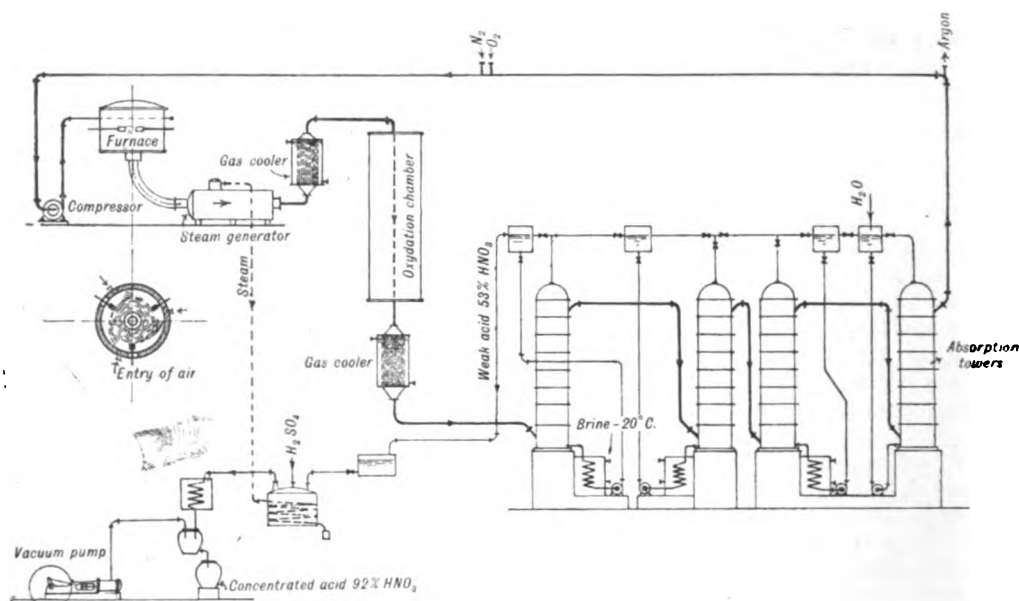 N₂
O₂
Argon
Furnace
Gas cooler
Compressor
Steam generator
Oxydation chamber
H₂O
Steam
Weak acid 53% HNO₃
Entry of air
Gas cooler
Absorption
towers
Brine -20°C.
H₂SO₄
Vacuum pump
Concentrated acid 92% HNO₃